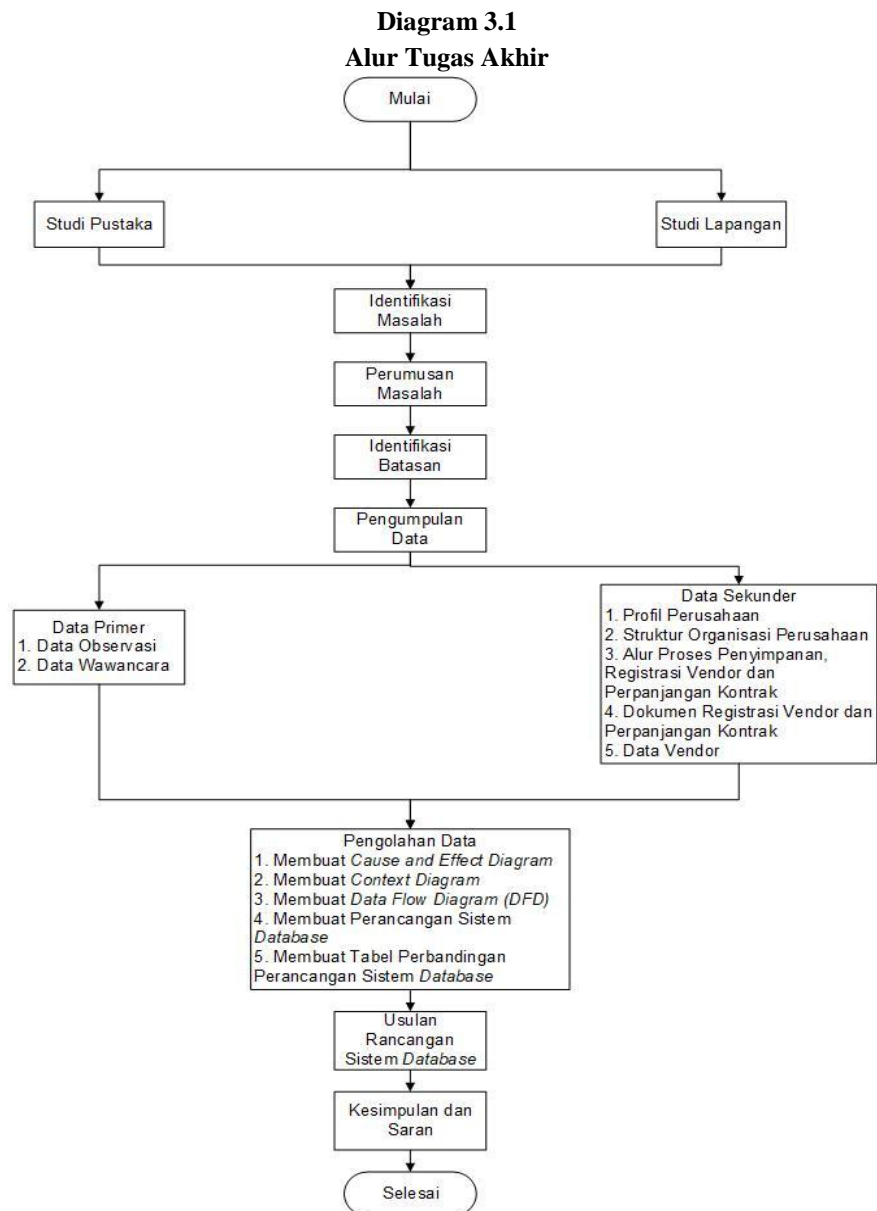 Diagram 3.1
Alur Tugas Akhir
Mulai
Studi Pustaka
Studi Lapangan
Identifikasi
Masalah
Perumusan
Masalah
Identifikasi
Batasan
Pengumpulan
Data
Data Primer
1. Data Observasi
2. Data Wawancara
Data Sekunder
1. Profil Perusahaan
2. Struktur Organisasi Perusahaan
3. Alur Proses Penyimpanan,
Registrasi Vendor dan
Perpanjangan Kontrak
4. Dokumen Registrasi Vendor dan
Perpanjangan Kontrak
5. Data Vendor
Pengolahan Data
1. Membuat Cause and Effect Diagram
2. Membuat Context Diagram
3. Membuat Data Flow Diagram (DFD)
4. Membuat Perancangan Sistem
Database
5. Membuat Tabel Perbandingan
Perancangan Sistem Database
Usulan
Rancangan
Sistem Database
Kesimpulan dan
Saran
Selesai